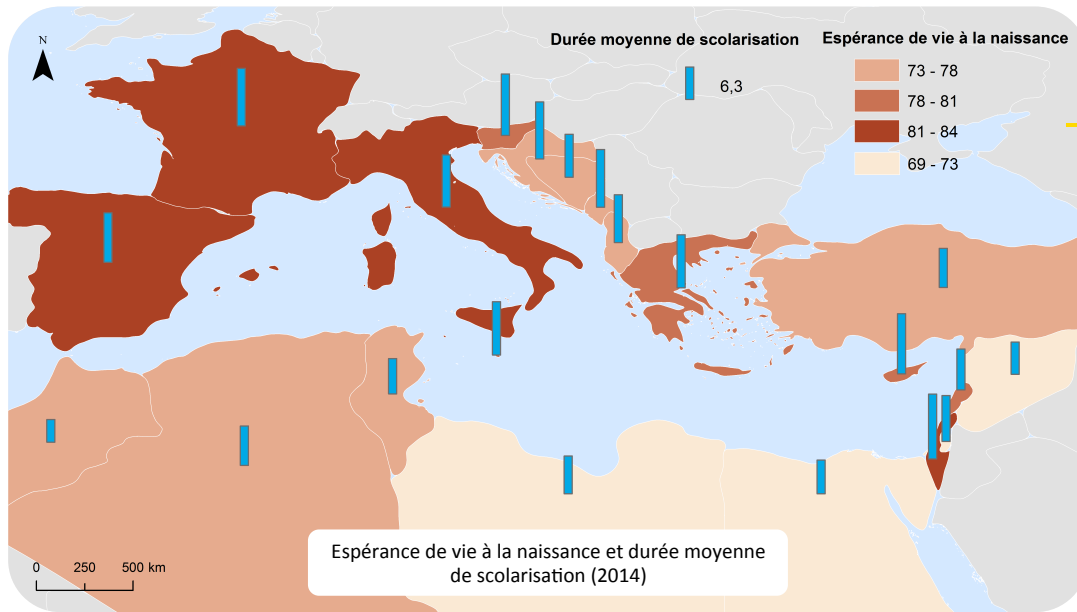 N
Durée moyenne de scolarisation
6,3
Espérance de vie à la naissance
73 - 78
78 - 81
81 - 84
69 - 73
0 250 500 km
Espérance de vie à la naissance et durée moyenne
de scolarisation (2014)